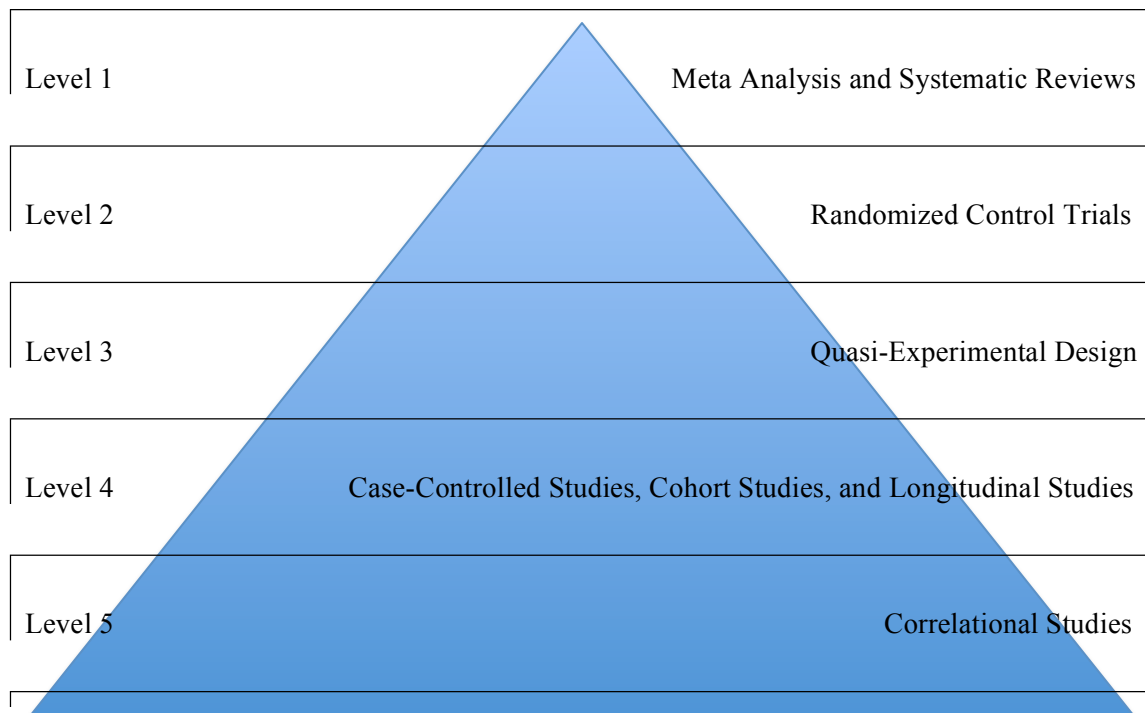 Level 1 Meta Analysis and Systematic Reviews
Level 2 Randomized Control Trials
Level 3 Quasi-Experimental Design
Level 4 Case-Controlled Studies, Cohort Studies, and Longitudinal Studies
Level 5 Correlational Studies